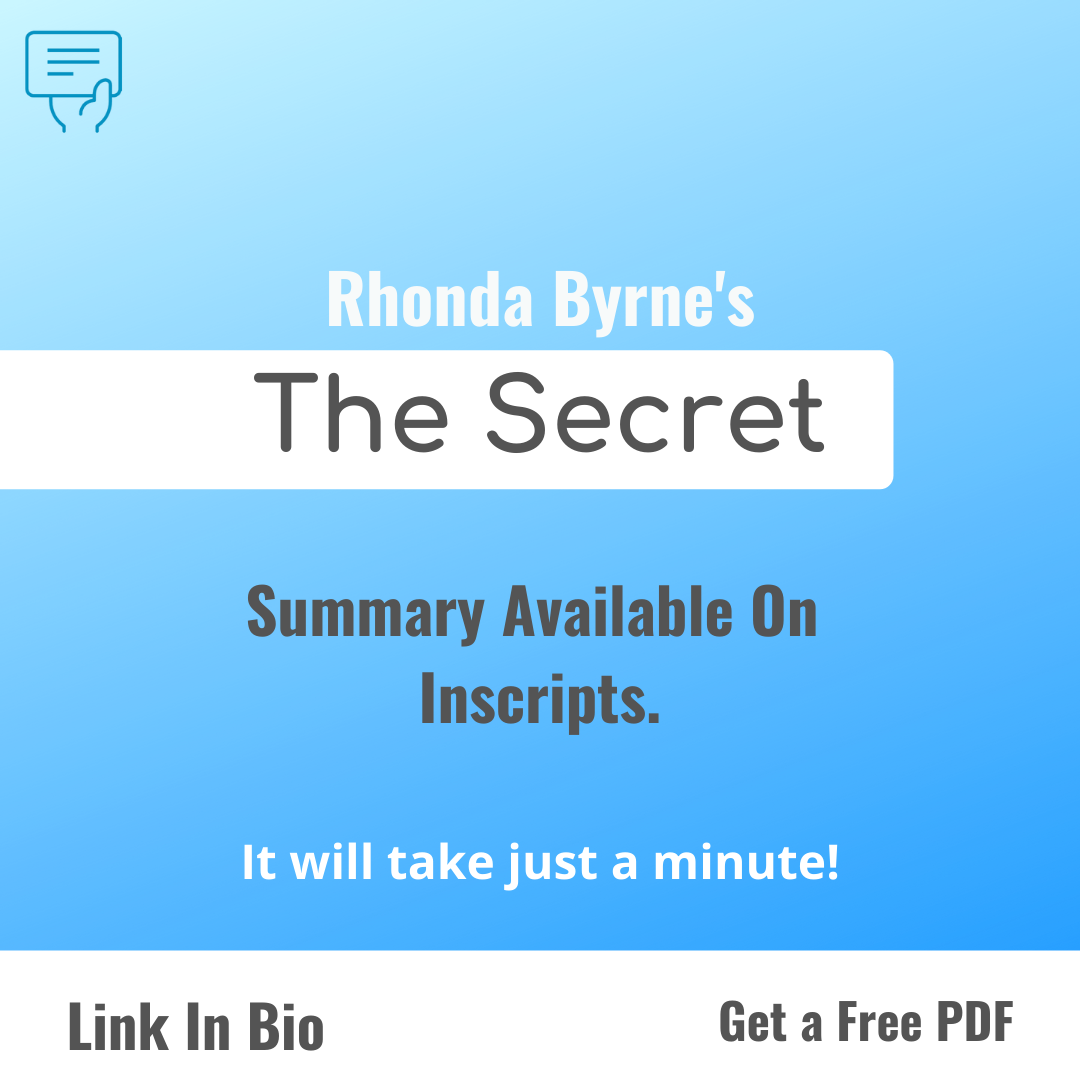 Rhonda Byrne's
The Secret
Summary Available On
Inscripts.
It will take just a minute!
Link In Bio
Get a Free PDF